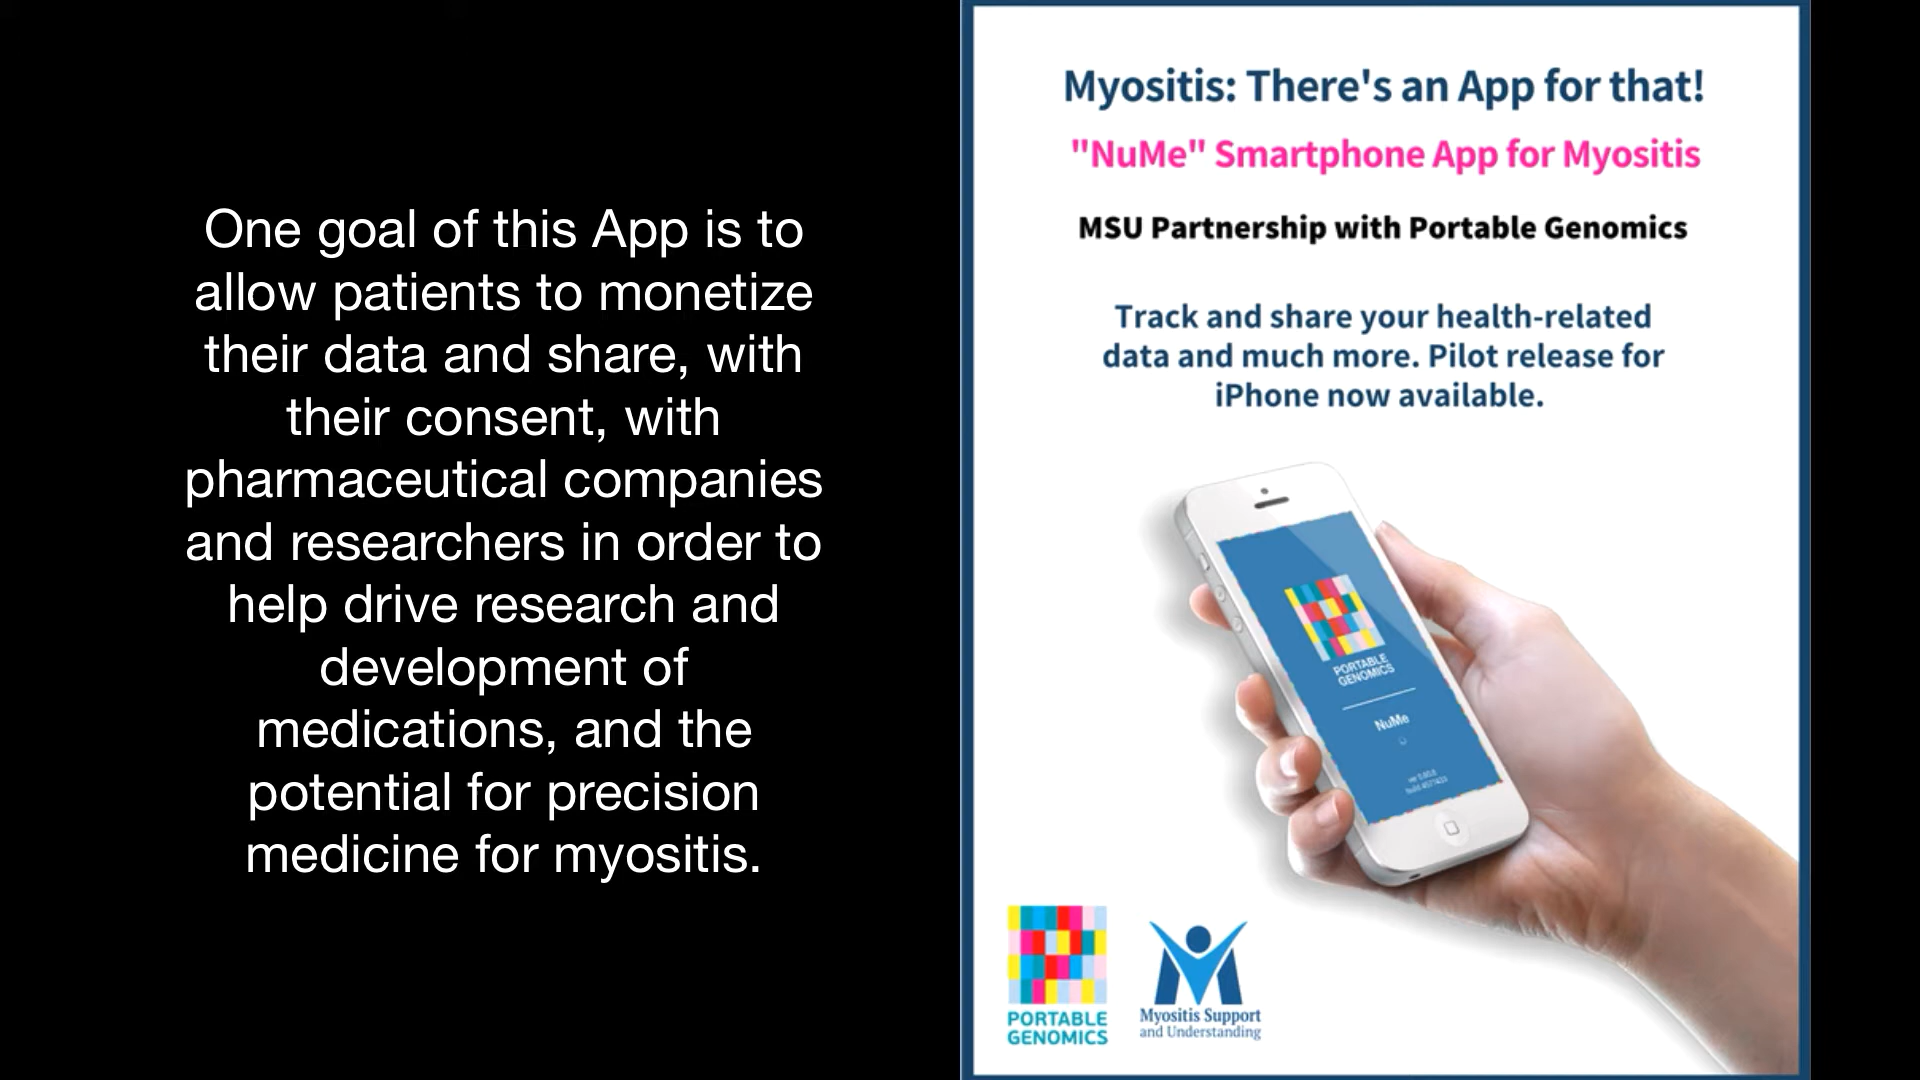 One goal of this App is to
allow patients to monetize
their data and share, with
their consent, with
pharmaceutical companies
and researchers in order to
help drive research and
development of
medications, and the
potential for precision
medicine for myositis.
Myositis: There's an App for that!
"NuMe" Smartphone App for Myositis
MSU Partnership with Portable Genomics
Track and share your health-related
data and much more. Pilot release for
iPhone now available.
PORTABLE
GENOMICS
NuMe
PORTABLE
GENOMICS
Myositis Support
and Understanding